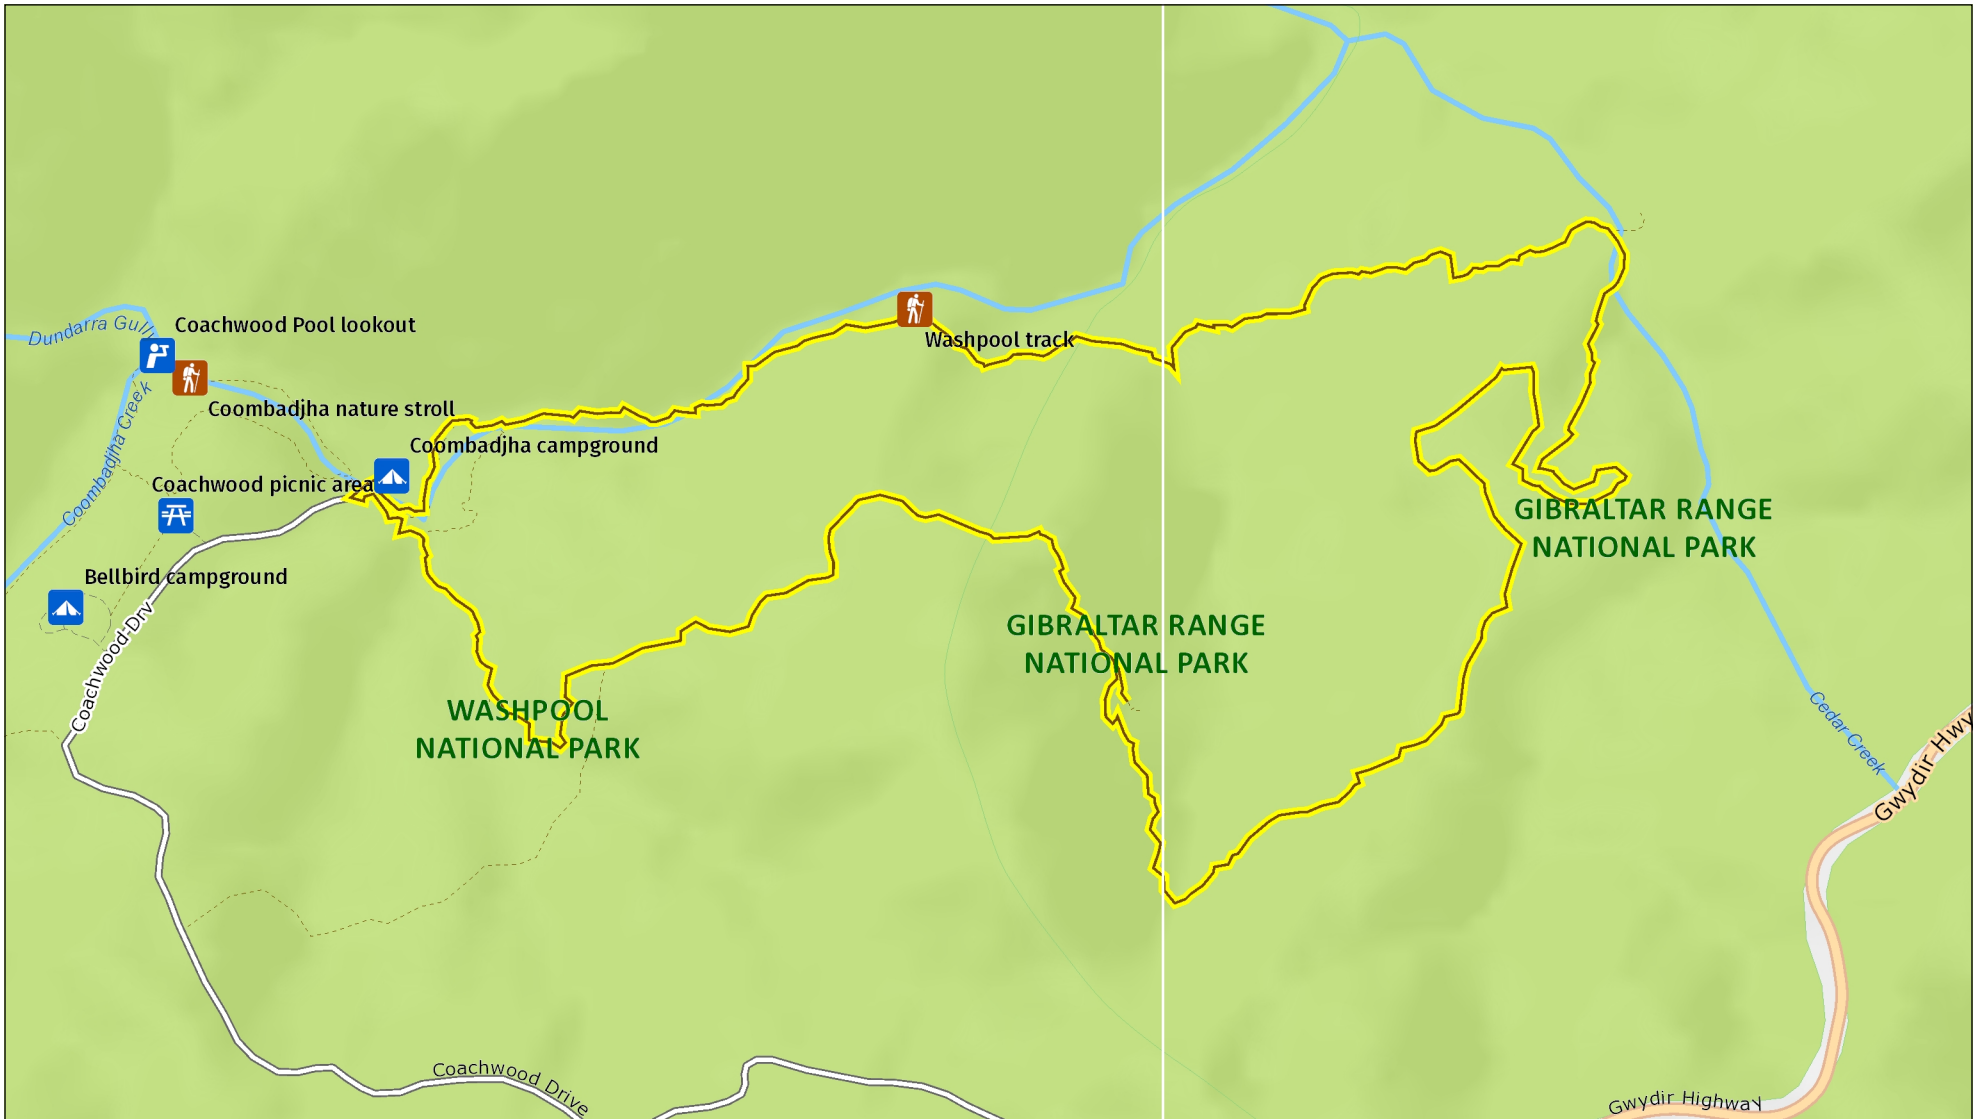 Dundarra Gully
Coachwood Pool lookout
Washpool track
Coombadjha nature stroll
Coombadjha Creek
Coombadjha campground
Coachwood picnic area
GIBRALTAR RANGE
NATIONAL PARK
Bellbird campground
GIBRALTAR RANGE
NATIONAL PARK
Coachwood-Drv
WASHPOOL
NATIONAL PARK
Cedar Creek
Gwydir Hwy
Coachwood Drive
Gwydir Highway